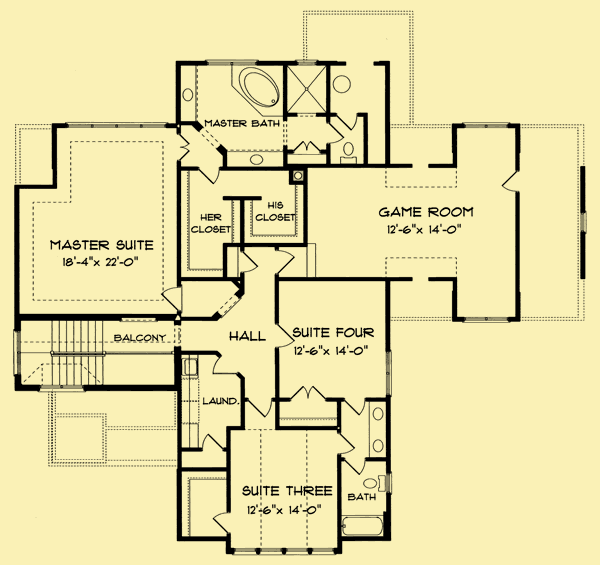 MASTER BATH
HIS
CLOSET
HER
CLOSET
GAME ROOM
12'-6"x 14'-0"
MASTER SUITE
18'-4"x 22'-0"
BALCONY
HALL
SUITE FOUR
12'-6"x 14'-0"
LAUND.
SUITE THREE
12'-6"x 14'-0"
BATH